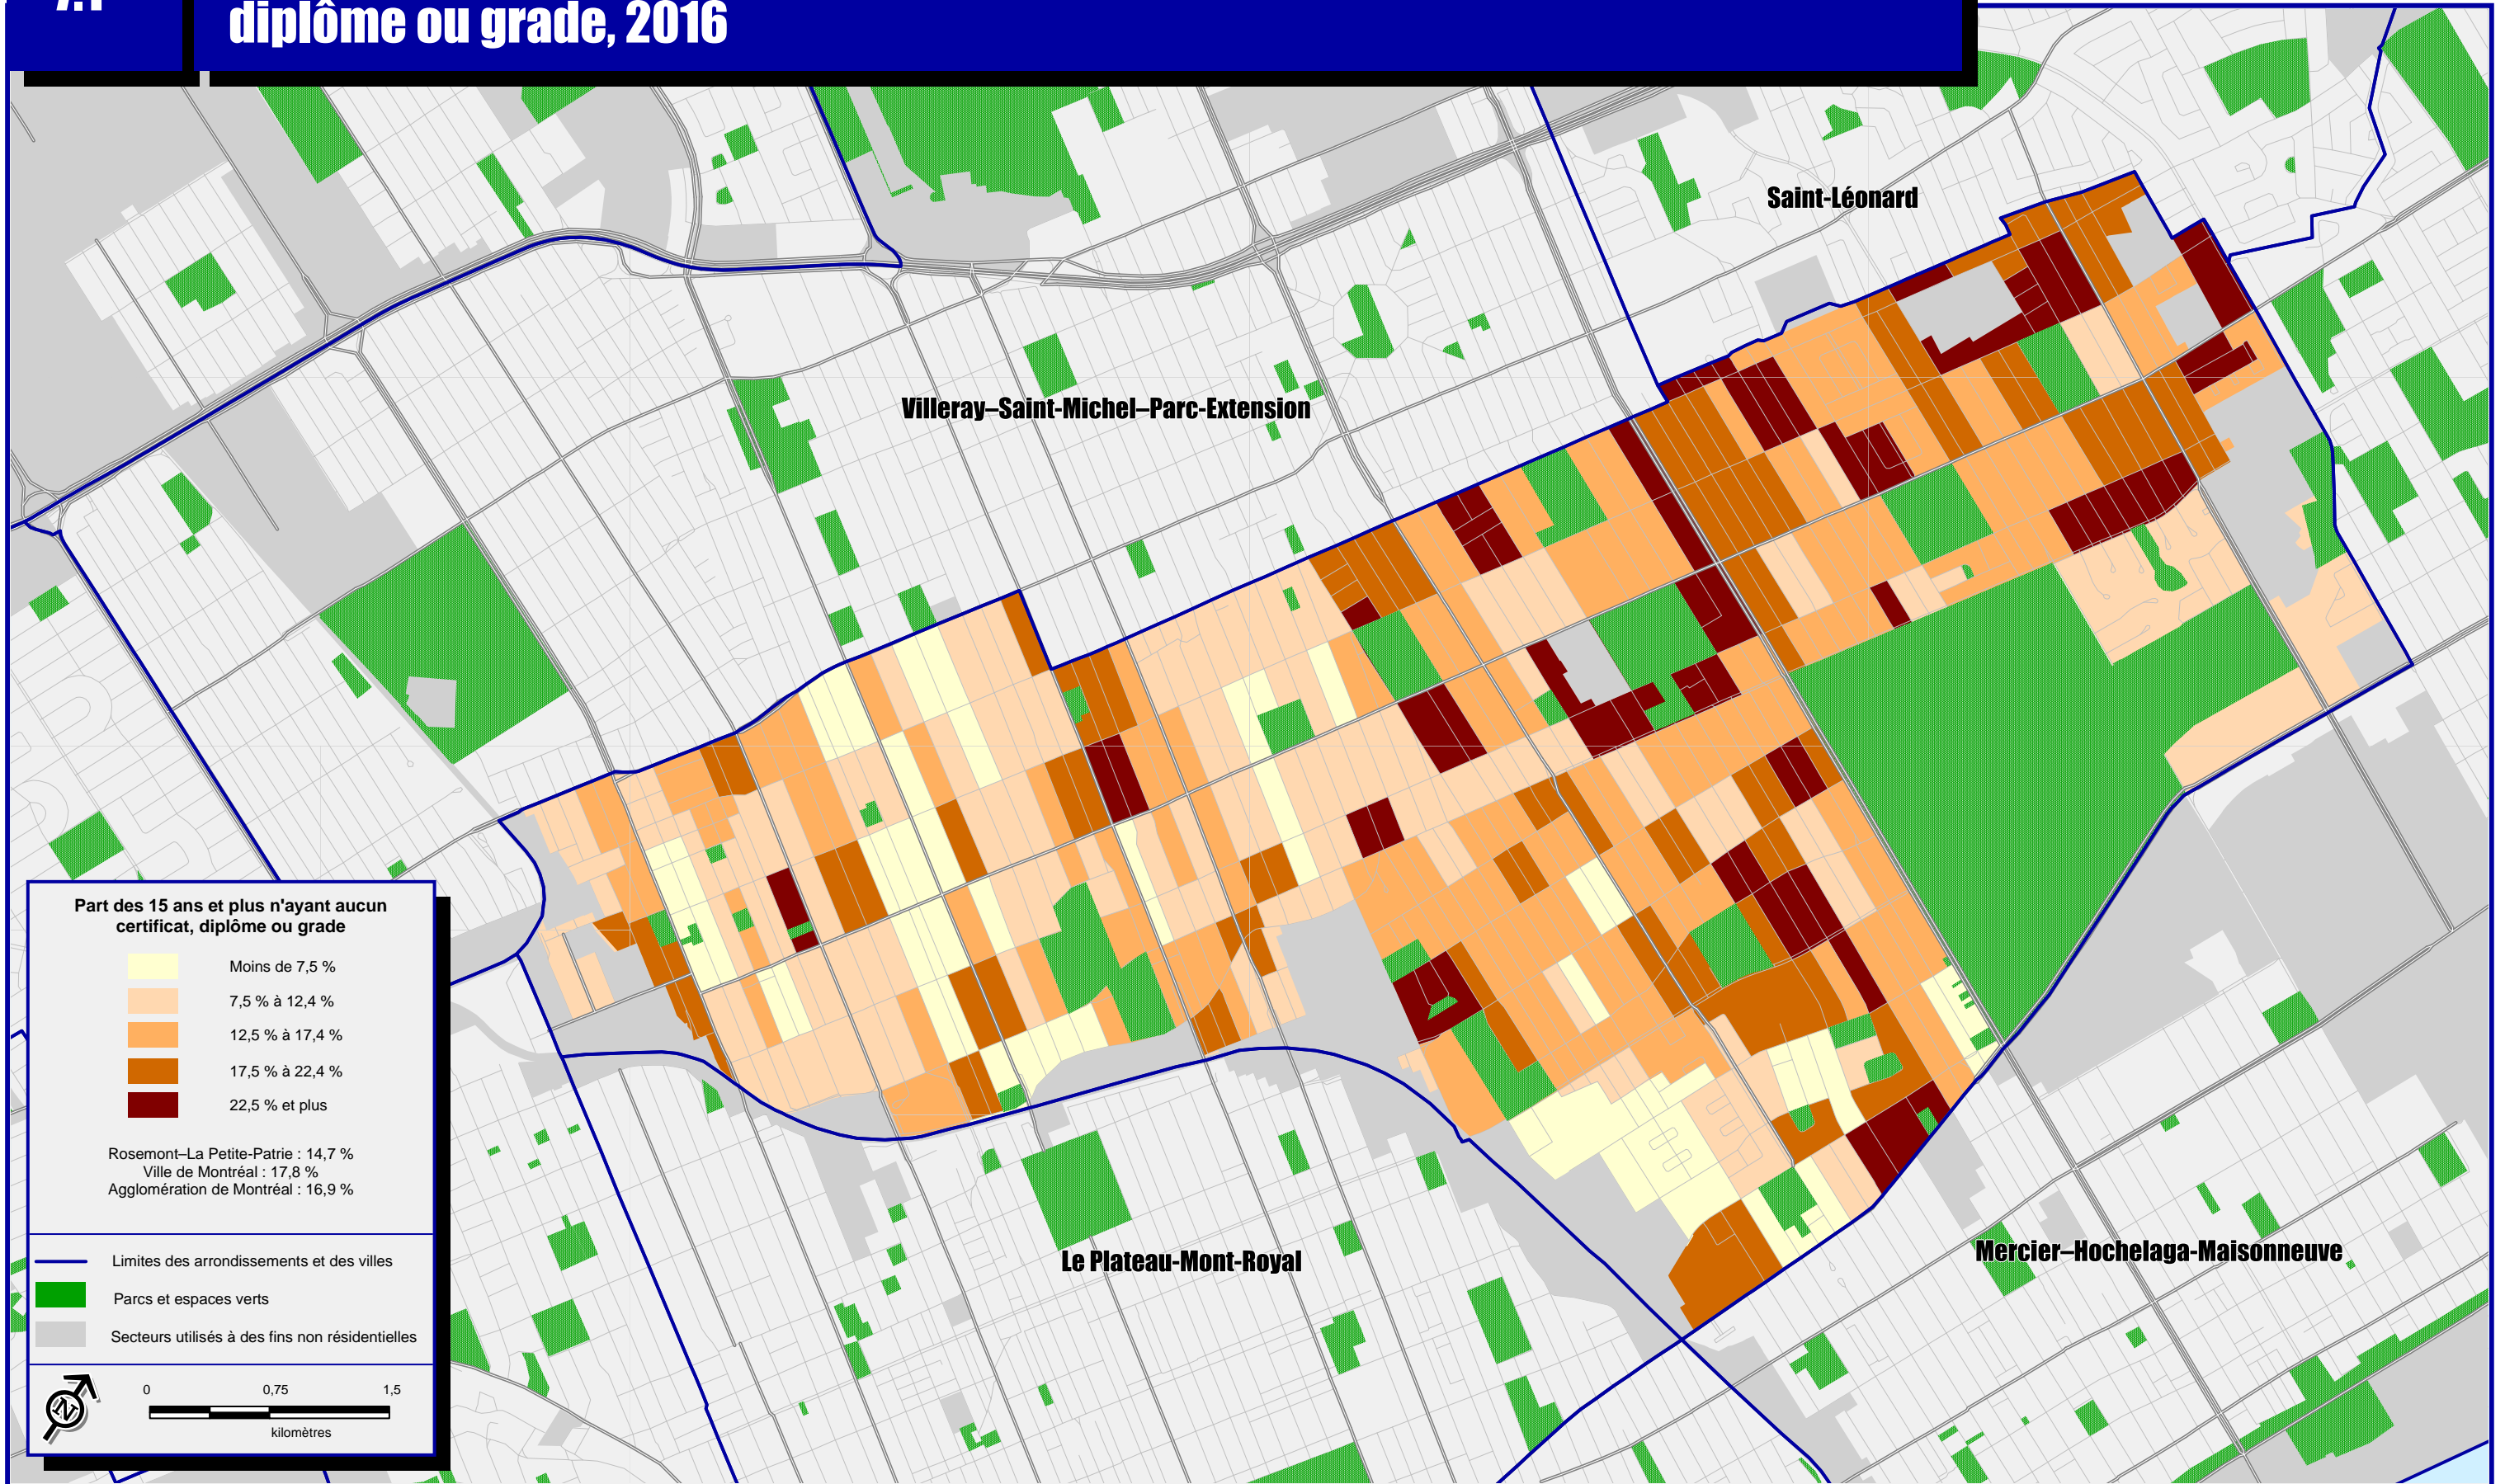 diplôme ou grade, 2016
Saint-Léonard
Villeray–Saint-Michel–Parc-Extension
Le Plateau-Mont-Royal
Mercier–Hochelaga-Maisonneuve
Part des 15 ans et plus n'ayant aucun
certificat, diplôme ou grade
Moins de 7,5 %
7,5 % à 12,4 %
12,5 % à 17,4 %
17,5 % à 22,4 %
22,5 % et plus
Rosemont–La Petite-Patrie : 14,7 %
Ville de Montréal : 17,8 %
Agglomération de Montréal : 16,9 %
Limites des arrondissements et des villes
Parcs et espaces verts
Secteurs utilisés à des fins non résidentielles
N
0 0,75 1,5
kilomètres